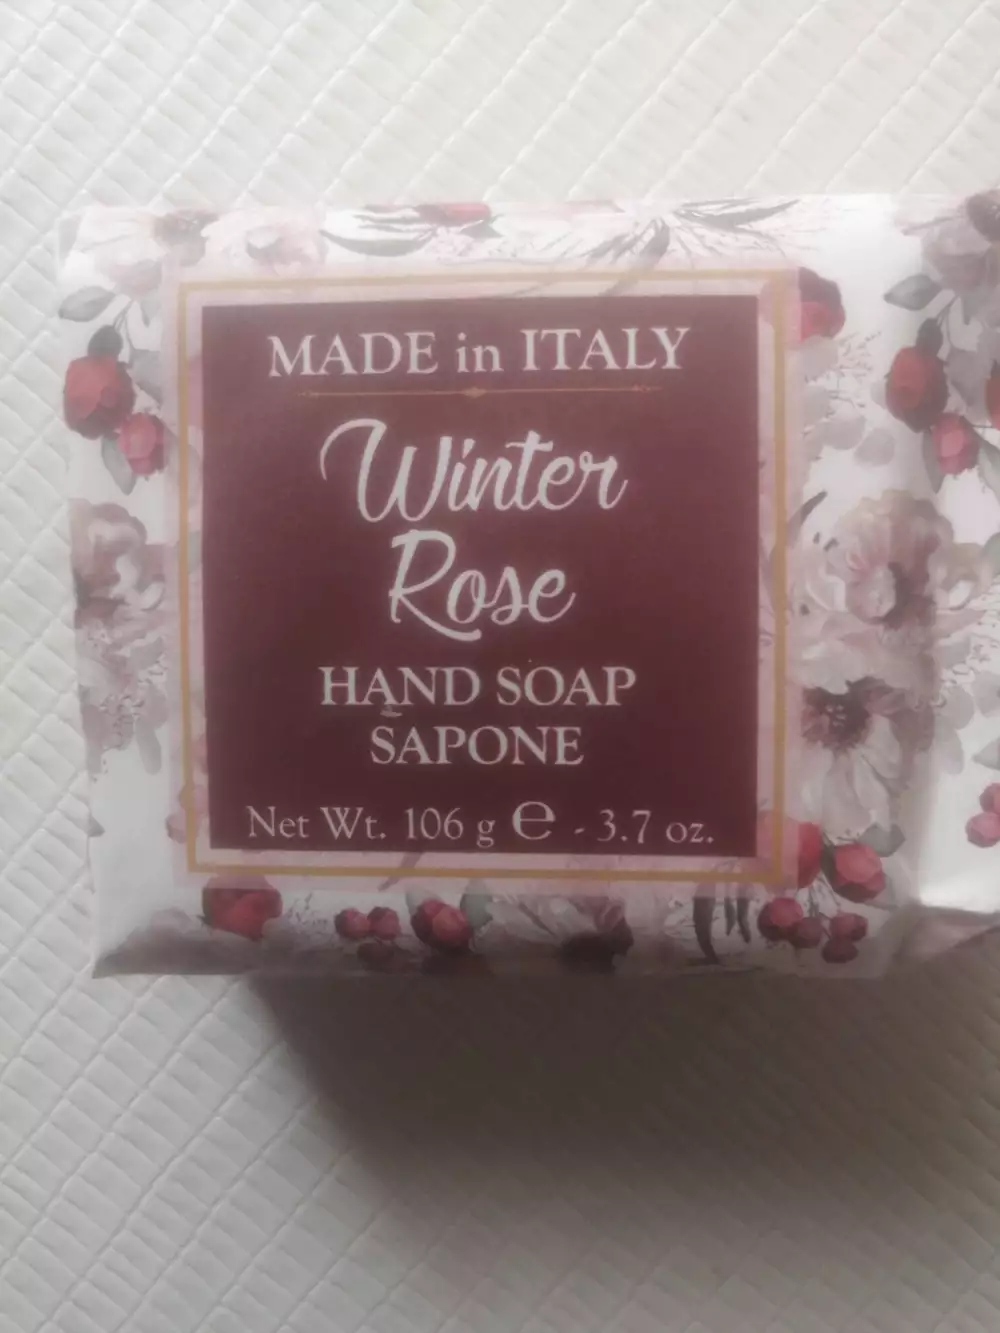 MADE in ITALY
Winter
Rose
HAND SOAP
SAPONE
Net Wt. 106 g ℮ - 3.7 oz.